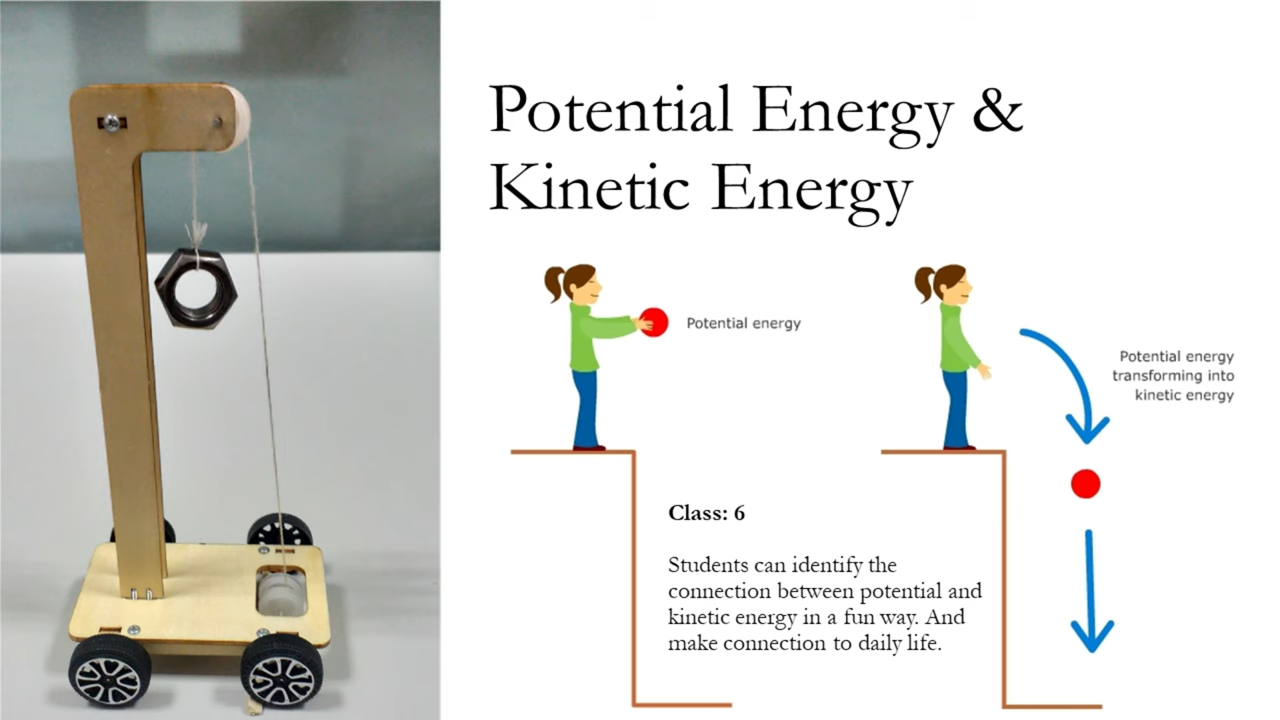 Potential Energy &
Kinetic Energy
Potential energy
Potential energy
transforming into
kinetic energy
Class: 6
Students can identify the
connection between potential and
kinetic energy in a fun way. And
make connection to daily life.